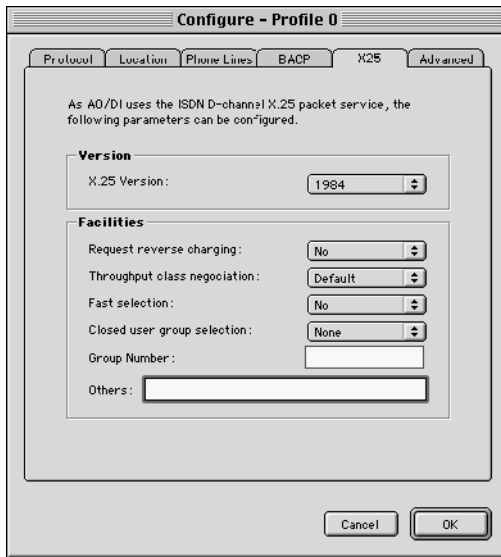 Configure - Profile 0
Protocol Location Phone Lines BACP X25 Advanced
As AO/DI uses the ISDN D-channel X.25 packet service, the
following parameters can be configured.
Version
X.25 Version: 1984
Facilities
Request reverse charging: No
Throughput class negociation: Default
Fast selection: No
Closed user group selection: None
Group Number:
Others:
Cancel OK